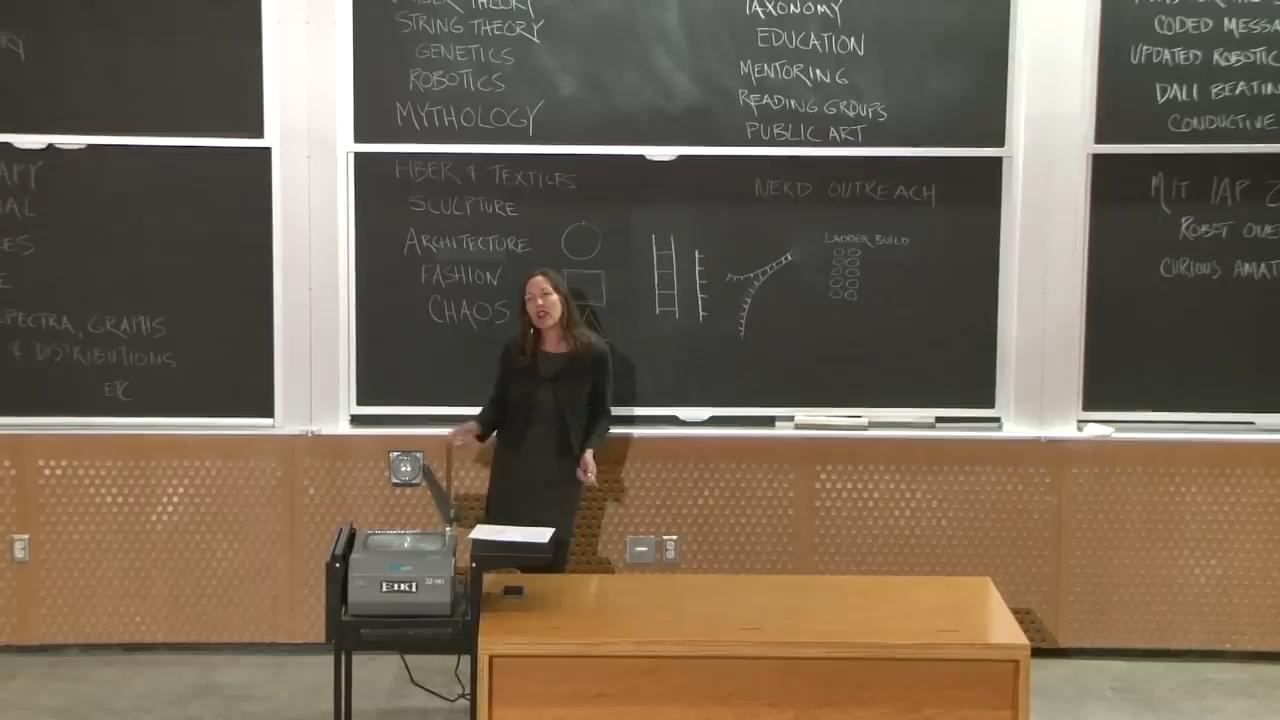 STRING THEORY
GENETICS
ROBOTICS
MYTHOLOGY
TAXONOMY
EDUCATION
MENTORING
READING GROUPS
PUBLIC ART
CODED MESSA
UPDATED ROBOTIC
DALI BEATIN
CONDUCTIVE
APY
SPECTRA, GRAPHS
& DISTRIBUTIONS
ETC
FIBER & TEXTILES
SCULPTURE
ARCHITECTURE
FASHION
CHAOS
NERD OUTREACH
LADDER BUILD
MIT IAP 2
ROBOT OVE
CURIOUS AMAT
EIKI